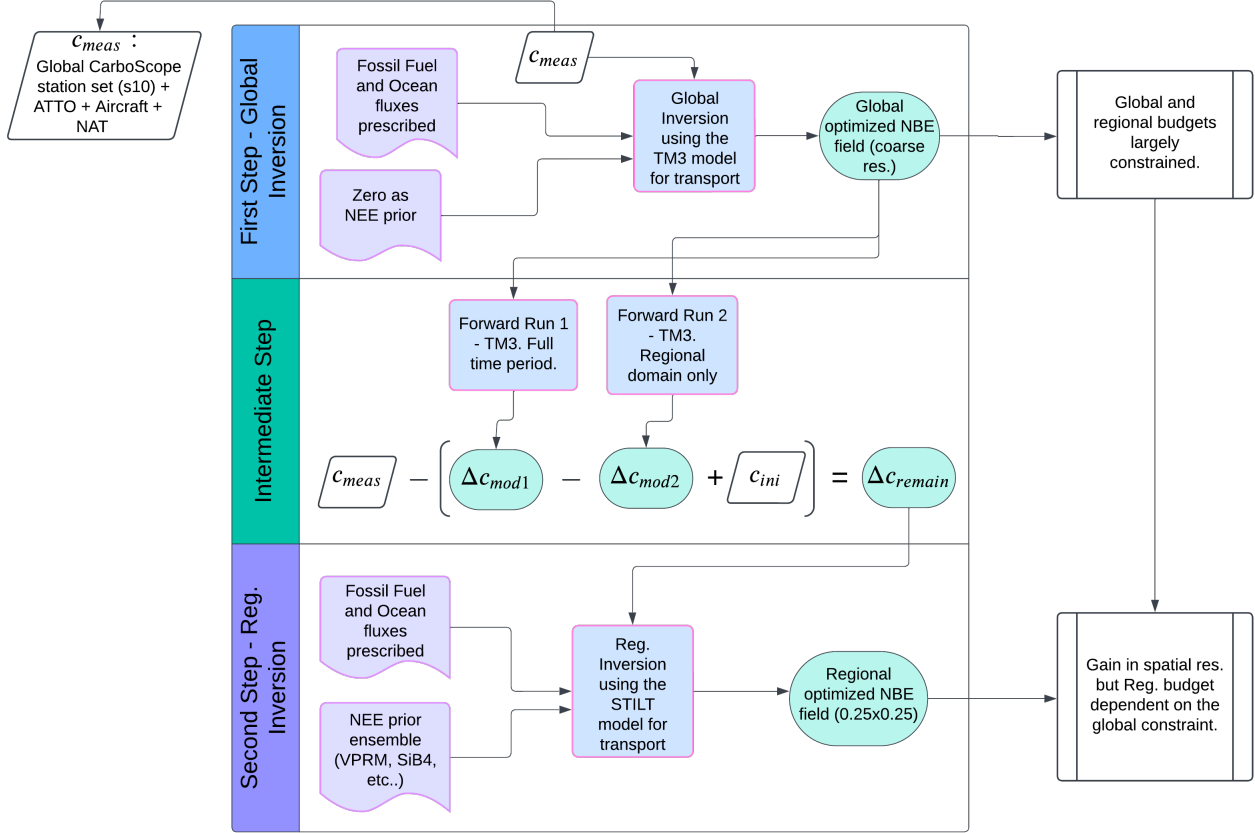 c_meas :
Global CarboScope
station set (s10) +
ATTO + Aircraft +
NAT
First Step - Global
Inversion
Fossil Fuel
and Ocean
fluxes
prescribed
Zero as
NEE prior
c_meas
Global
Inversion
using the
TM3 model
for transport
Global
optimized NBE
field (coarse
res.)
Global and
regional budgets
largely
constrained.
Intermediate Step
Forward Run 1
- TM3. Full
time period.
Forward Run 2
- TM3.
Regional
domain only
c_meas − [ Δc_mod1 − Δc_mod2 + c_ini ] = Δc_remain
Second Step - Reg.
Inversion
Fossil Fuel
and Ocean
fluxes
prescribed
NEE prior
ensemble
(VPRM, SiB4,
etc..)
Reg.
Inversion
using the
STILT
model for
transport
Regional
optimized NBE
field (0.25x0.25)
Gain in spatial res.
but Reg. budget
dependent on the
global constraint.